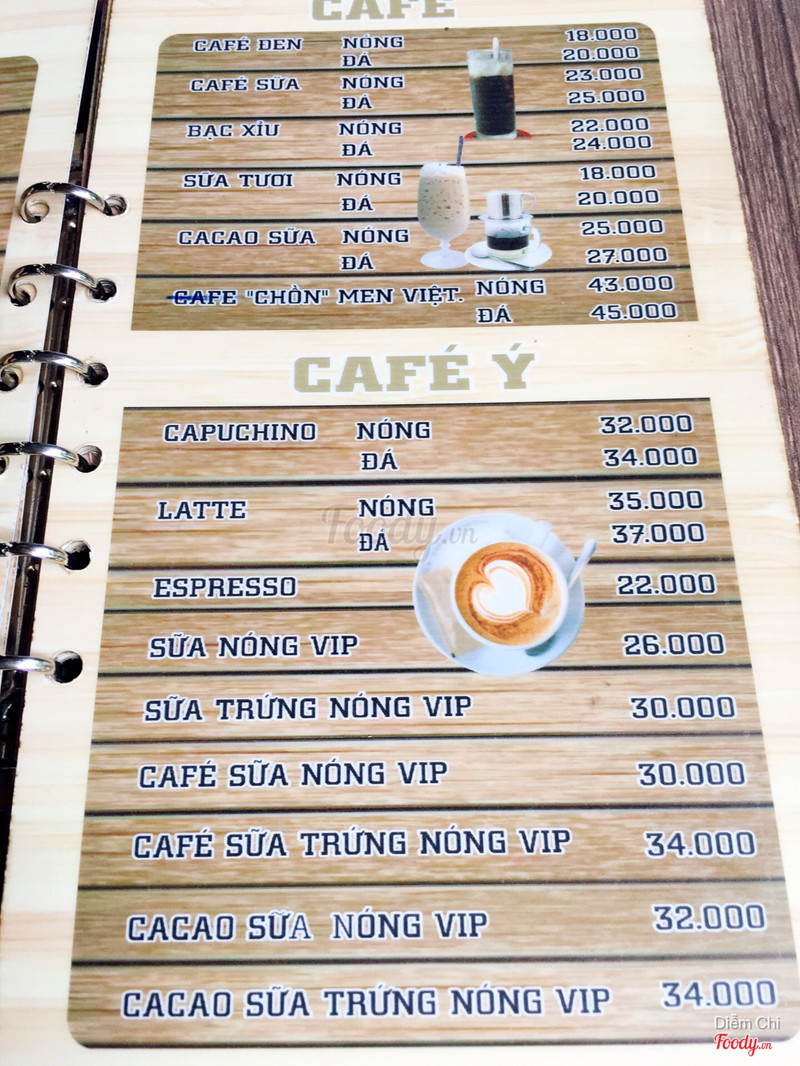 CAFÉ
CAFÉ ĐEN NÓNG 18.000
ĐÁ 20.000
CAFÉ SỮA NÓNG 23.000
ĐÁ 25.000
BẠC XỈU NÓNG 22.000
ĐÁ 24.000
SỮA TƯƠI NÓNG 18.000
ĐÁ 20.000
CACAO SỮA NÓNG 25.000
ĐÁ 27.000
CAFE "CHỒN" MEN VIỆT. NÓNG 43.000
ĐÁ 45.000
CAFÉ Ý
CAPUCHINO NÓNG 32.000
ĐÁ 34.000
LATTE NÓNG 35.000
ĐÁ 37.000
Foody.vn
ESPRESSO 22.000
SỮA NÓNG VIP 26.000
SỮA TRỨNG NÓNG VIP 30.000
CAFÉ SỮA NÓNG VIP 30.000
CAFÉ SỮA TRỨNG NÓNG VIP 34.000
CACAO SỮA NÓNG VIP 32.000
CACAO SỮA TRỨNG NÓNG VIP 34.000
Diễm Chi
Foody.vn